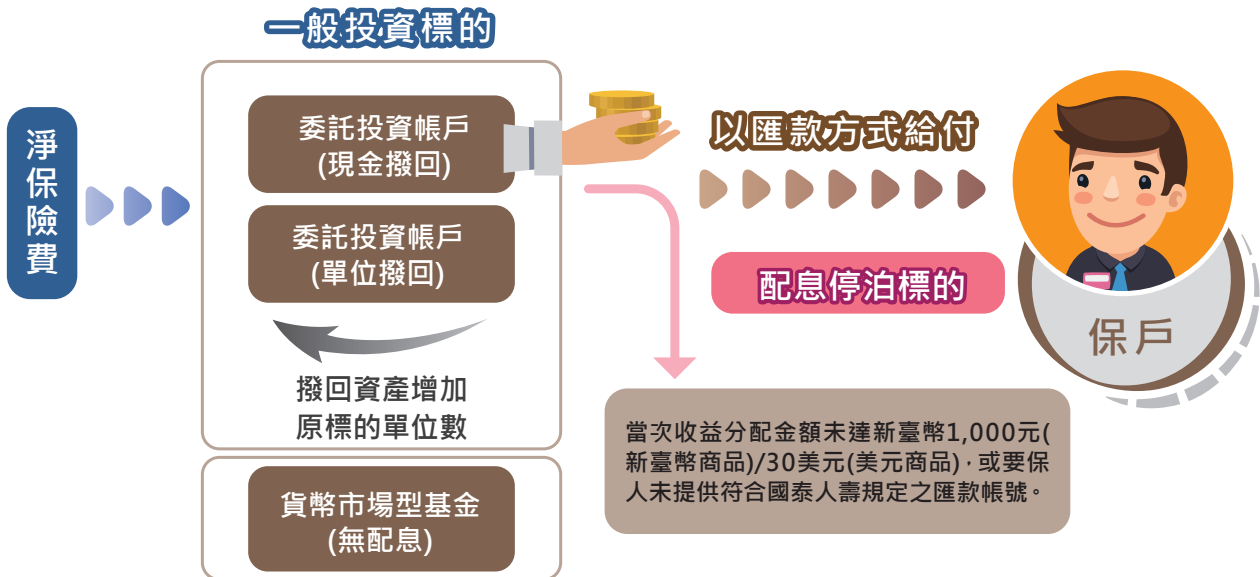 一般投資標的
淨保險費
委託投資帳戶
(現金撥回)
委託投資帳戶
(單位撥回)
撥回資產增加
原標的單位數
貨幣市場型基金
(無配息)
以匯款方式給付
配息停泊標的
保戶
當次收益分配金額未達新臺幣1,000元(
新臺幣商品)/30美元(美元商品)，或要保
人未提供符合國泰人壽規定之匯款帳號。